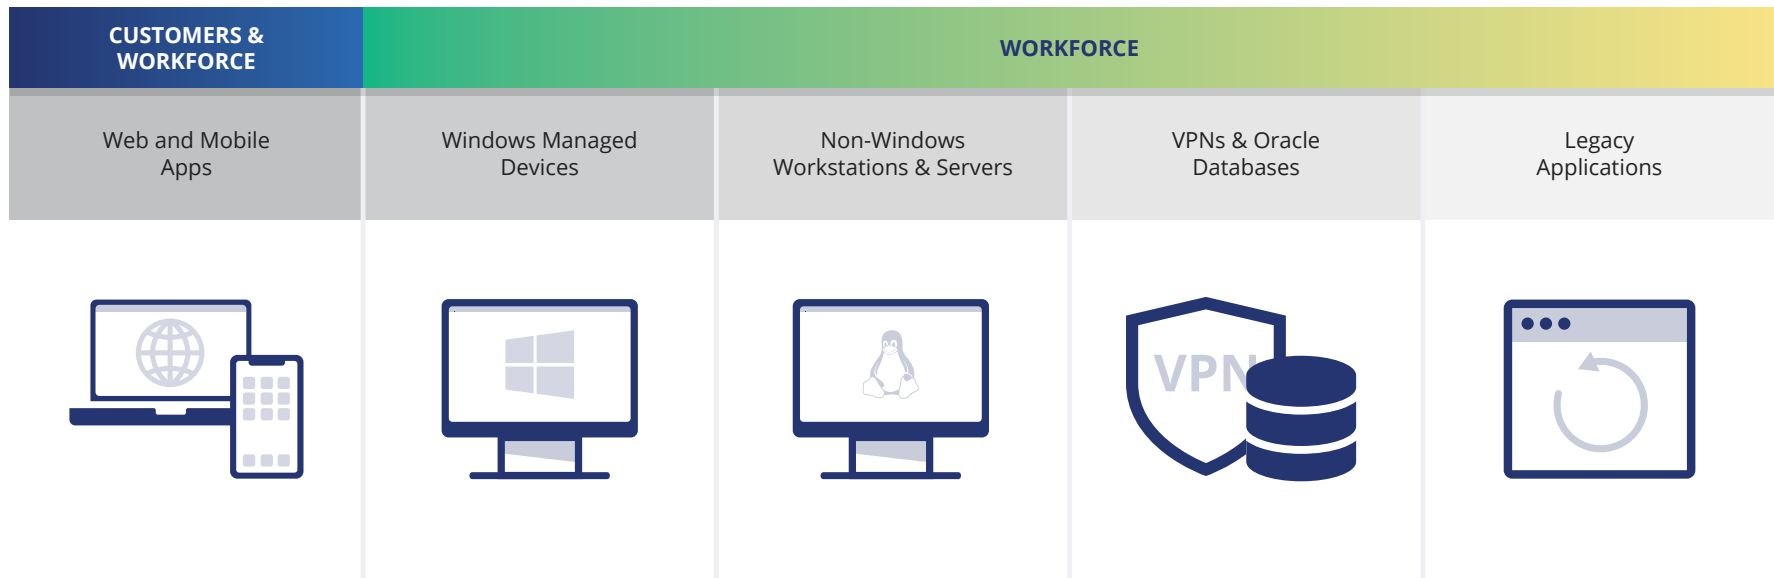 CUSTOMERS &
WORKFORCE
WORKFORCE
Web and Mobile
Apps
Windows Managed
Devices
Non-Windows
Workstations & Servers
VPNs & Oracle
Databases
Legacy
Applications
VPN